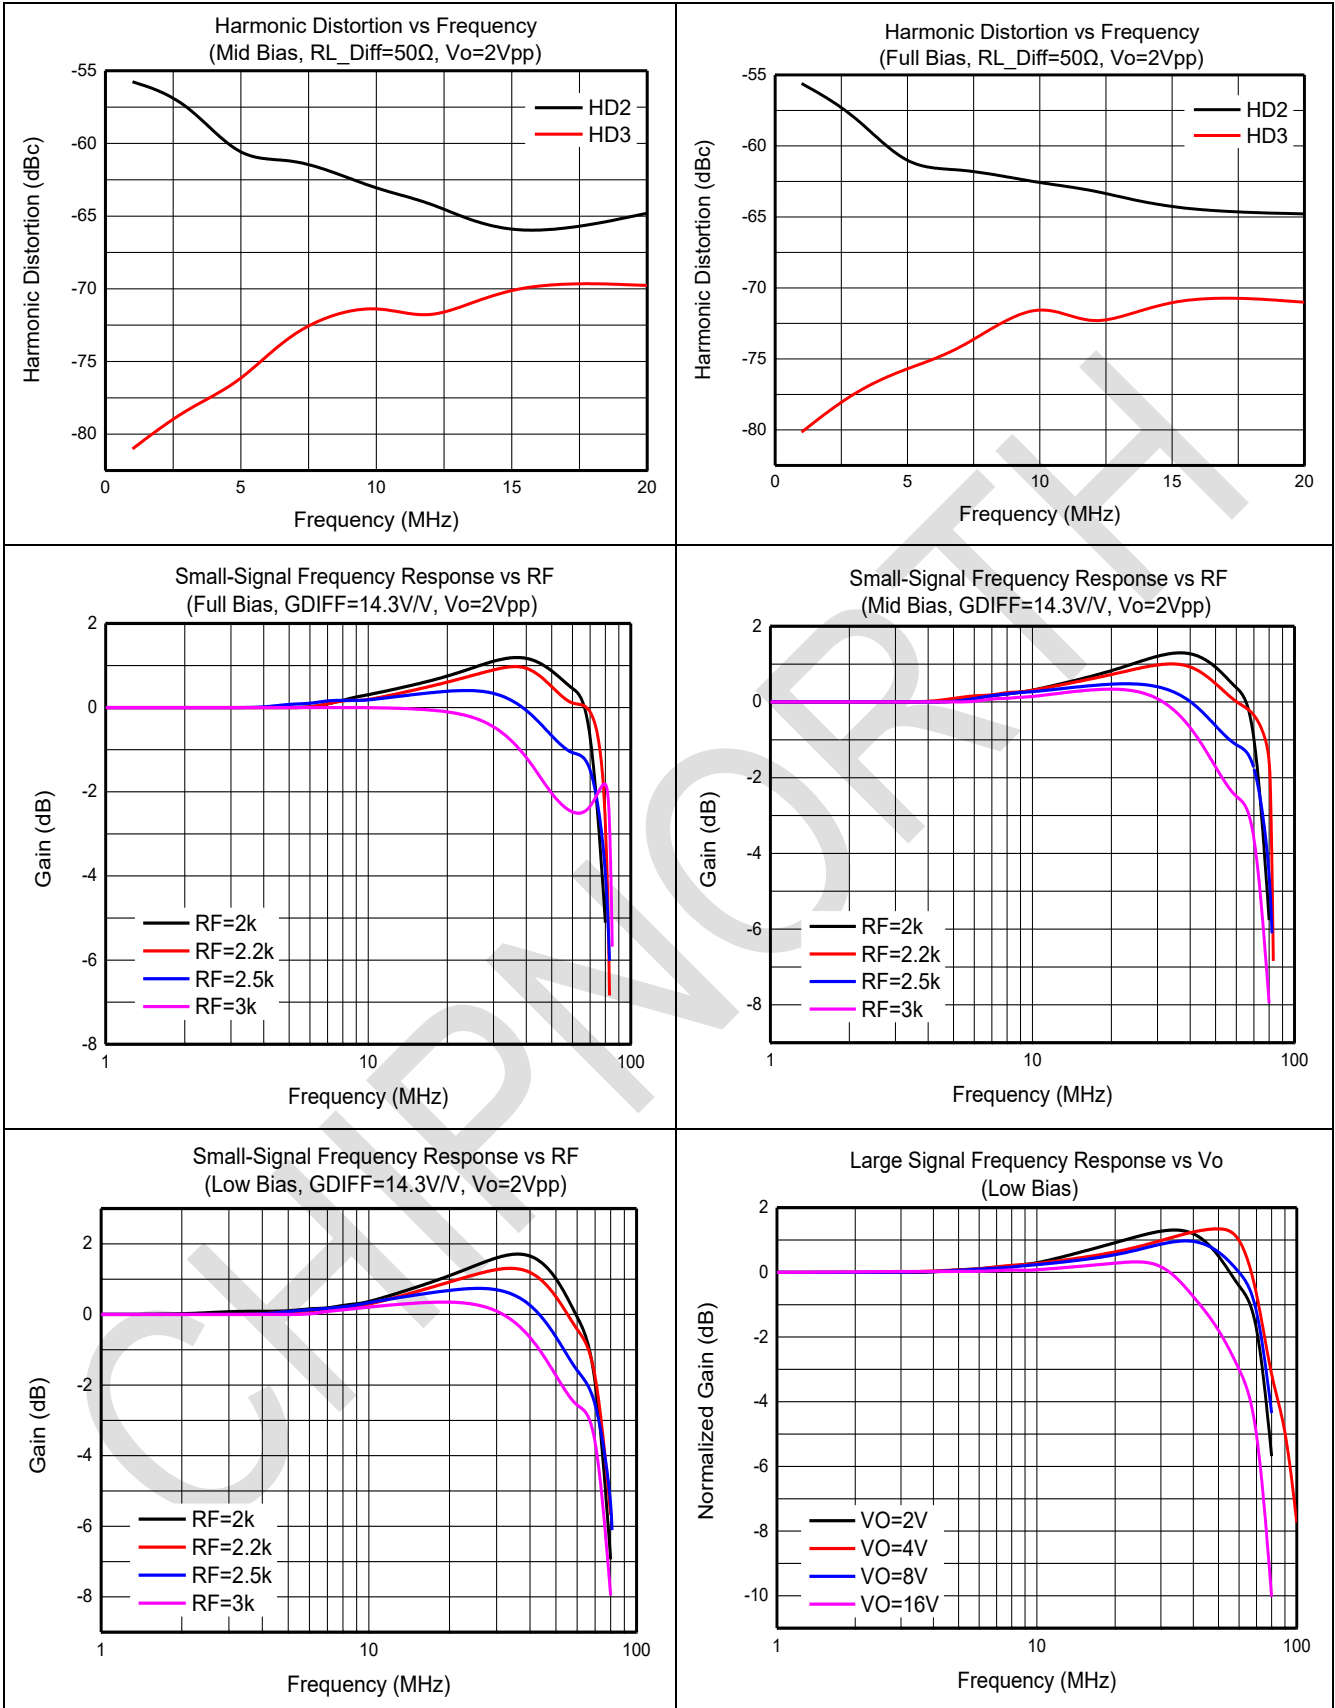 Harmonic Distortion vs Frequency
(Mid Bias, RL_Diff=50Ω, Vo=2Vpp)
-55
-60
-65
-70
-75
-80
Harmonic Distortion (dBc)
HD2
HD3
0 5 10 15 20
Frequency (MHz)
Harmonic Distortion vs Frequency
(Full Bias, RL_Diff=50Ω, Vo=2Vpp)
-55
-60
-65
-70
-75
-80
Harmonic Distortion (dBc)
HD2
HD3
0 5 10 15 20
Frequency (MHz)
Small-Signal Frequency Response vs RF
(Full Bias, GDIFF=14.3V/V, Vo=2Vpp)
2
0
-2
-4
-6
-8
Gain (dB)
RF=2k
RF=2.2k
RF=2.5k
RF=3k
1 10 100
Frequency (MHz)
Small-Signal Frequency Response vs RF
(Mid Bias, GDIFF=14.3V/V, Vo=2Vpp)
2
0
-2
-4
-6
-8
Gain (dB)
RF=2k
RF=2.2k
RF=2.5k
RF=3k
1 10 100
Frequency (MHz)
Small-Signal Frequency Response vs RF
(Low Bias, GDIFF=14.3V/V, Vo=2Vpp)
2
0
-2
-4
-6
-8
Gain (dB)
RF=2k
RF=2.2k
RF=2.5k
RF=3k
1 10 100
Frequency (MHz)
Large Signal Frequency Response vs Vo
(Low Bias)
2
0
-2
-4
-6
-8
-10
Normalized Gain (dB)
VO=2V
VO=4V
VO=8V
VO=16V
1 10 100
Frequency (MHz)
CHIPNORTH